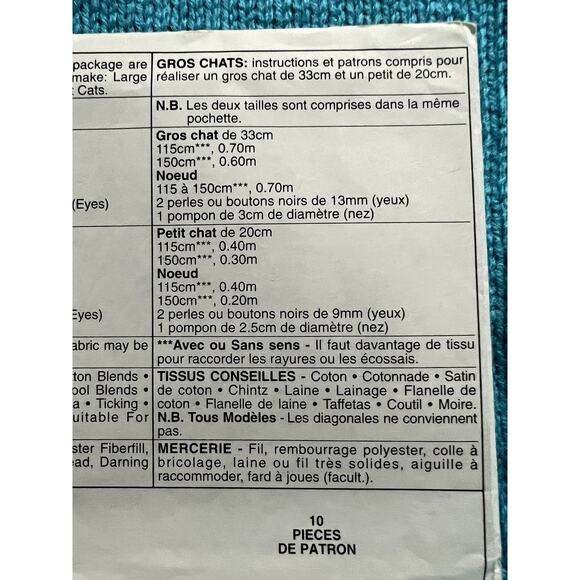 package are
make: Large
Cats.
(Eyes)
Eyes)
abric may be
ton Blends •
ool Blends •
a • Ticking •
uitable For
ster Fiberfill,
ead, Darning
GROS CHATS: instructions et patrons compris pour
réaliser un gros chat de 33cm et un petit de 20cm.
N.B. Les deux tailles sont comprises dans la même
pochette.
Gros chat de 33cm
115cm***, 0.70m
150cm***, 0.60m
Noeud
115 à 150cm***, 0.70m
2 perles ou boutons noirs de 13mm (yeux)
1 pompon de 3cm de diamètre (nez)
Petit chat de 20cm
115cm***, 0.40m
150cm***, 0.30m
Noeud
115cm***, 0.40m
150cm***, 0.20m
2 perles ou boutons noirs de 9mm (yeux)
1 pompon de 2.5cm de diamètre (nez)
***Avec ou Sans sens - Il faut davantage de tissu
pour raccorder les rayures ou les écossais.
TISSUS CONSEILLES - Coton • Cotonnade • Satin
de coton • Chintz • Laine • Lainage • Flanelle de
coton • Flanelle de laine • Taffetas • Coutil • Moire.
N.B. Tous Modèles - Les diagonales ne conviennent
pas.
MERCERIE - Fil, rembourrage polyester, colle à
bricolage, laine ou fil très solides, aiguille à
raccommoder, fard à joues (facult.).
10
PIECES
DE PATRON